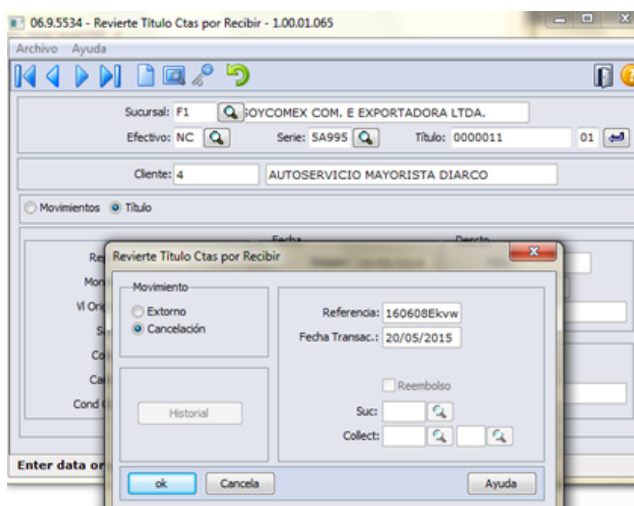 06.9.5534 - Revierte Título Ctas por Recibir - 1.00.01.065
Archivo Ayuda
Sucursal: F1 SOYCOMEX COM. E EXPORTADORA LTDA.
Efectivo: NC Serie: 5A995 Título: 0000011 01
Cliente: 4 AUTOSERVICIO MAYORISTA DIARCO
Movimientos Título
Fecha
Revierte Título Ctas por Recibir
Movimiento
Extorno
Cancelación
Referencia: 160608Ekvw
Fecha Transac.: 20/05/2015
Reembolso
Historial
Suc:
Collect:
ok Cancela Ayuda
Enter data or